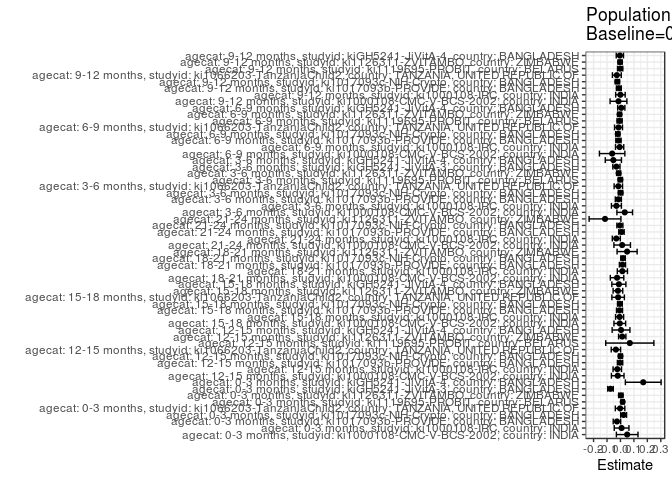 Population
Baseline=0
agecat: 9-12 months, studyid: kiGH5241-JiVitA-4, country: BANGLADESH
agecat: 9-12 months, studyid: ki1126311-ZVITAMBO, country: ZIMBABWE
agecat: 9-12 months, studyid: ki1119695-PROBIT, country: BELARUS
agecat: 9-12 months, studyid: ki1066203-TanzaniaChild2, country: TANZANIA, UNITED REPUBLIC OF
agecat: 9-12 months, studyid: ki1017093c-NIH-Crypto, country: BANGLADESH
agecat: 9-12 months, studyid: ki1017093b-PROVIDE, country: BANGLADESH
agecat: 9-12 months, studyid: ki1000108-IRC, country: INDIA
agecat: 9-12 months, studyid: ki1000108-CMC-V-BCS-2002, country: INDIA
agecat: 6-9 months, studyid: kiGH5241-JiVitA-4, country: BANGLADESH
agecat: 6-9 months, studyid: ki1126311-ZVITAMBO, country: ZIMBABWE
agecat: 6-9 months, studyid: ki1119695-PROBIT, country: BELARUS
agecat: 6-9 months, studyid: ki1066203-TanzaniaChild2, country: TANZANIA, UNITED REPUBLIC OF
agecat: 6-9 months, studyid: ki1017093c-NIH-Crypto, country: BANGLADESH
agecat: 6-9 months, studyid: ki1017093b-PROVIDE, country: BANGLADESH
agecat: 6-9 months, studyid: ki1000108-IRC, country: INDIA
agecat: 6-9 months, studyid: ki1000108-CMC-V-BCS-2002, country: INDIA
agecat: 3-6 months, studyid: kiGH5241-JiVitA-4, country: BANGLADESH
agecat: 3-6 months, studyid: kiGH5241-JiVitA-3, country: BANGLADESH
agecat: 3-6 months, studyid: ki1126311-ZVITAMBO, country: ZIMBABWE
agecat: 3-6 months, studyid: ki1119695-PROBIT, country: BELARUS
agecat: 3-6 months, studyid: ki1066203-TanzaniaChild2, country: TANZANIA, UNITED REPUBLIC OF
agecat: 3-6 months, studyid: ki1017093c-NIH-Crypto, country: BANGLADESH
agecat: 3-6 months, studyid: ki1017093b-PROVIDE, country: BANGLADESH
agecat: 3-6 months, studyid: ki1000108-IRC, country: INDIA
agecat: 3-6 months, studyid: ki1000108-CMC-V-BCS-2002, country: INDIA
agecat: 21-24 months, studyid: ki1126311-ZVITAMBO, country: ZIMBABWE
agecat: 21-24 months, studyid: ki1017093c-NIH-Crypto, country: BANGLADESH
agecat: 21-24 months, studyid: ki1017093b-PROVIDE, country: BANGLADESH
agecat: 21-24 months, studyid: ki1000108-IRC, country: INDIA
agecat: 21-24 months, studyid: ki1000108-CMC-V-BCS-2002, country: INDIA
agecat: 18-21 months, studyid: ki1126311-ZVITAMBO, country: ZIMBABWE
agecat: 18-21 months, studyid: ki1017093c-NIH-Crypto, country: BANGLADESH
agecat: 18-21 months, studyid: ki1017093b-PROVIDE, country: BANGLADESH
agecat: 18-21 months, studyid: ki1000108-IRC, country: INDIA
agecat: 18-21 months, studyid: ki1000108-CMC-V-BCS-2002, country: INDIA
agecat: 15-18 months, studyid: kiGH5241-JiVitA-4, country: BANGLADESH
agecat: 15-18 months, studyid: ki1126311-ZVITAMBO, country: ZIMBABWE
agecat: 15-18 months, studyid: ki1066203-TanzaniaChild2, country: TANZANIA, UNITED REPUBLIC OF
agecat: 15-18 months, studyid: ki1017093c-NIH-Crypto, country: BANGLADESH
agecat: 15-18 months, studyid: ki1017093b-PROVIDE, country: BANGLADESH
agecat: 15-18 months, studyid: ki1000108-IRC, country: INDIA
agecat: 15-18 months, studyid: ki1000108-CMC-V-BCS-2002, country: INDIA
agecat: 12-15 months, studyid: kiGH5241-JiVitA-4, country: BANGLADESH
agecat: 12-15 months, studyid: ki1126311-ZVITAMBO, country: ZIMBABWE
agecat: 12-15 months, studyid: ki1119695-PROBIT, country: BELARUS
agecat: 12-15 months, studyid: ki1066203-TanzaniaChild2, country: TANZANIA, UNITED REPUBLIC OF
agecat: 12-15 months, studyid: ki1017093c-NIH-Crypto, country: BANGLADESH
agecat: 12-15 months, studyid: ki1017093b-PROVIDE, country: BANGLADESH
agecat: 12-15 months, studyid: ki1000108-IRC, country: INDIA
agecat: 12-15 months, studyid: ki1000108-CMC-V-BCS-2002, country: INDIA
agecat: 0-3 months, studyid: kiGH5241-JiVitA-4, country: BANGLADESH
agecat: 0-3 months, studyid: kiGH5241-JiVitA-3, country: BANGLADESH
agecat: 0-3 months, studyid: ki1126311-ZVITAMBO, country: ZIMBABWE
agecat: 0-3 months, studyid: ki1119695-PROBIT, country: BELARUS
agecat: 0-3 months, studyid: ki1066203-TanzaniaChild2, country: TANZANIA, UNITED REPUBLIC OF
agecat: 0-3 months, studyid: ki1017093c-NIH-Crypto, country: BANGLADESH
agecat: 0-3 months, studyid: ki1017093b-PROVIDE, country: BANGLADESH
agecat: 0-3 months, studyid: ki1000108-IRC, country: INDIA
agecat: 0-3 months, studyid: ki1000108-CMC-V-BCS-2002, country: INDIA
-0.2 -0.1 0.0 0.1 0.2 0.3
Estimate